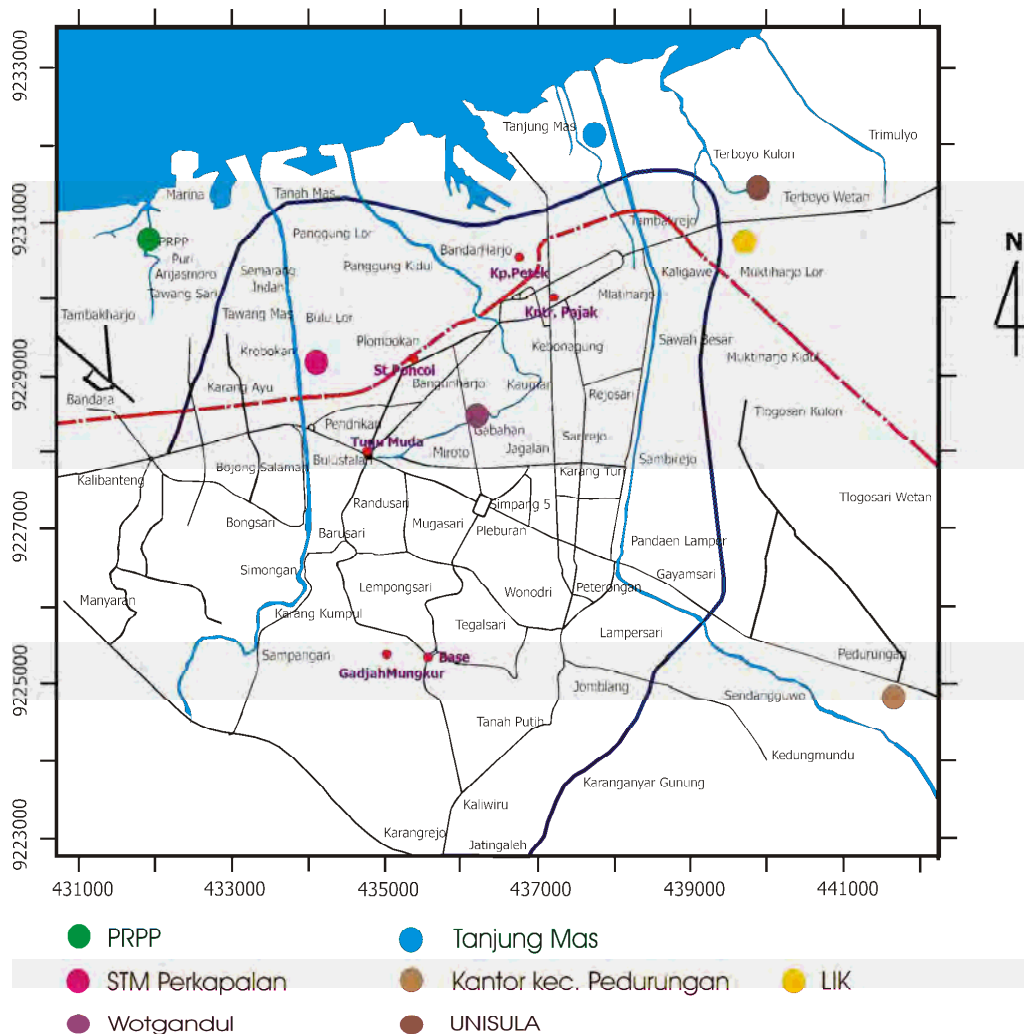 9233000
9231000
9229000
9227000
9225000
9223000
N
Tanjung Mas
Trimulyo
Terboyo Kulon
Marina
Tanah Mas
Terboyo Wetan
Tambakrejo
Panggung Lor
PRPP
BandarHarjo
Puri
Anjasmoro
Semarang
Indah
Panggung Kidul
Kp.Petek
Kaligawe
Muktiharjo Lor
Tawang Sari
Mlatiharjo
Tambakharjo
Tawang Mas
Bulu Lor
Kntr. Pajak
Krobokan
Plombokan
Kebonagung
Sawah Besar
Muktiharjo Kidul
St Poncol
Bandara
Karang Ayu
Bangunharjo
Kauman
Rejosari
Tlogosari Kulon
Pendrikan
Gabahan
Sarirejo
Tugu Muda
Miroto
Jagalan
Bulustalan
Sambirejo
Bojong Salaman
Karang Turi
Kalibanteng
Randusari
Simpang 5
Tlogosari Wetan
Bongsari
Mugasari
Pleburan
Barusari
Pandaen Lamper
Simongan
Gayamsari
Lempongsari
Wonodri
Peterongan
Manyaran
Karang Kumpul
Tegalsari
Lampersari
Sampangan
Base
Pedurungan
GadjahMungkur
Jomblang
Sendangguwo
Tanah Putih
Kedungmundu
Karanganyar Gunung
Kaliwiru
Karangrejo
Jatingaleh
431000 433000 435000 437000 439000 441000
PRPP Tanjung Mas
STM Perkapalan Kantor kec. Pedurungan LIK
Wotgandul UNISULA